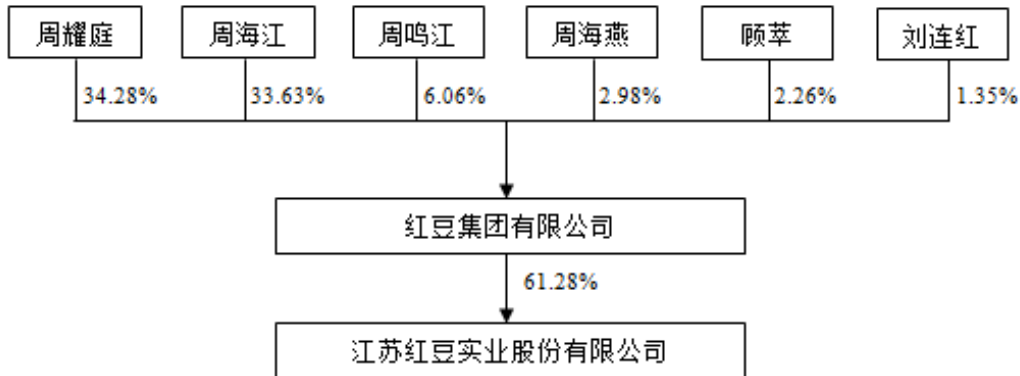 周耀庭 周海江 周鸣江 周海燕 顾萃 刘连红
34.28% 33.63% 6.06% 2.98% 2.26% 1.35%
红豆集团有限公司
61.28%
江苏红豆实业股份有限公司